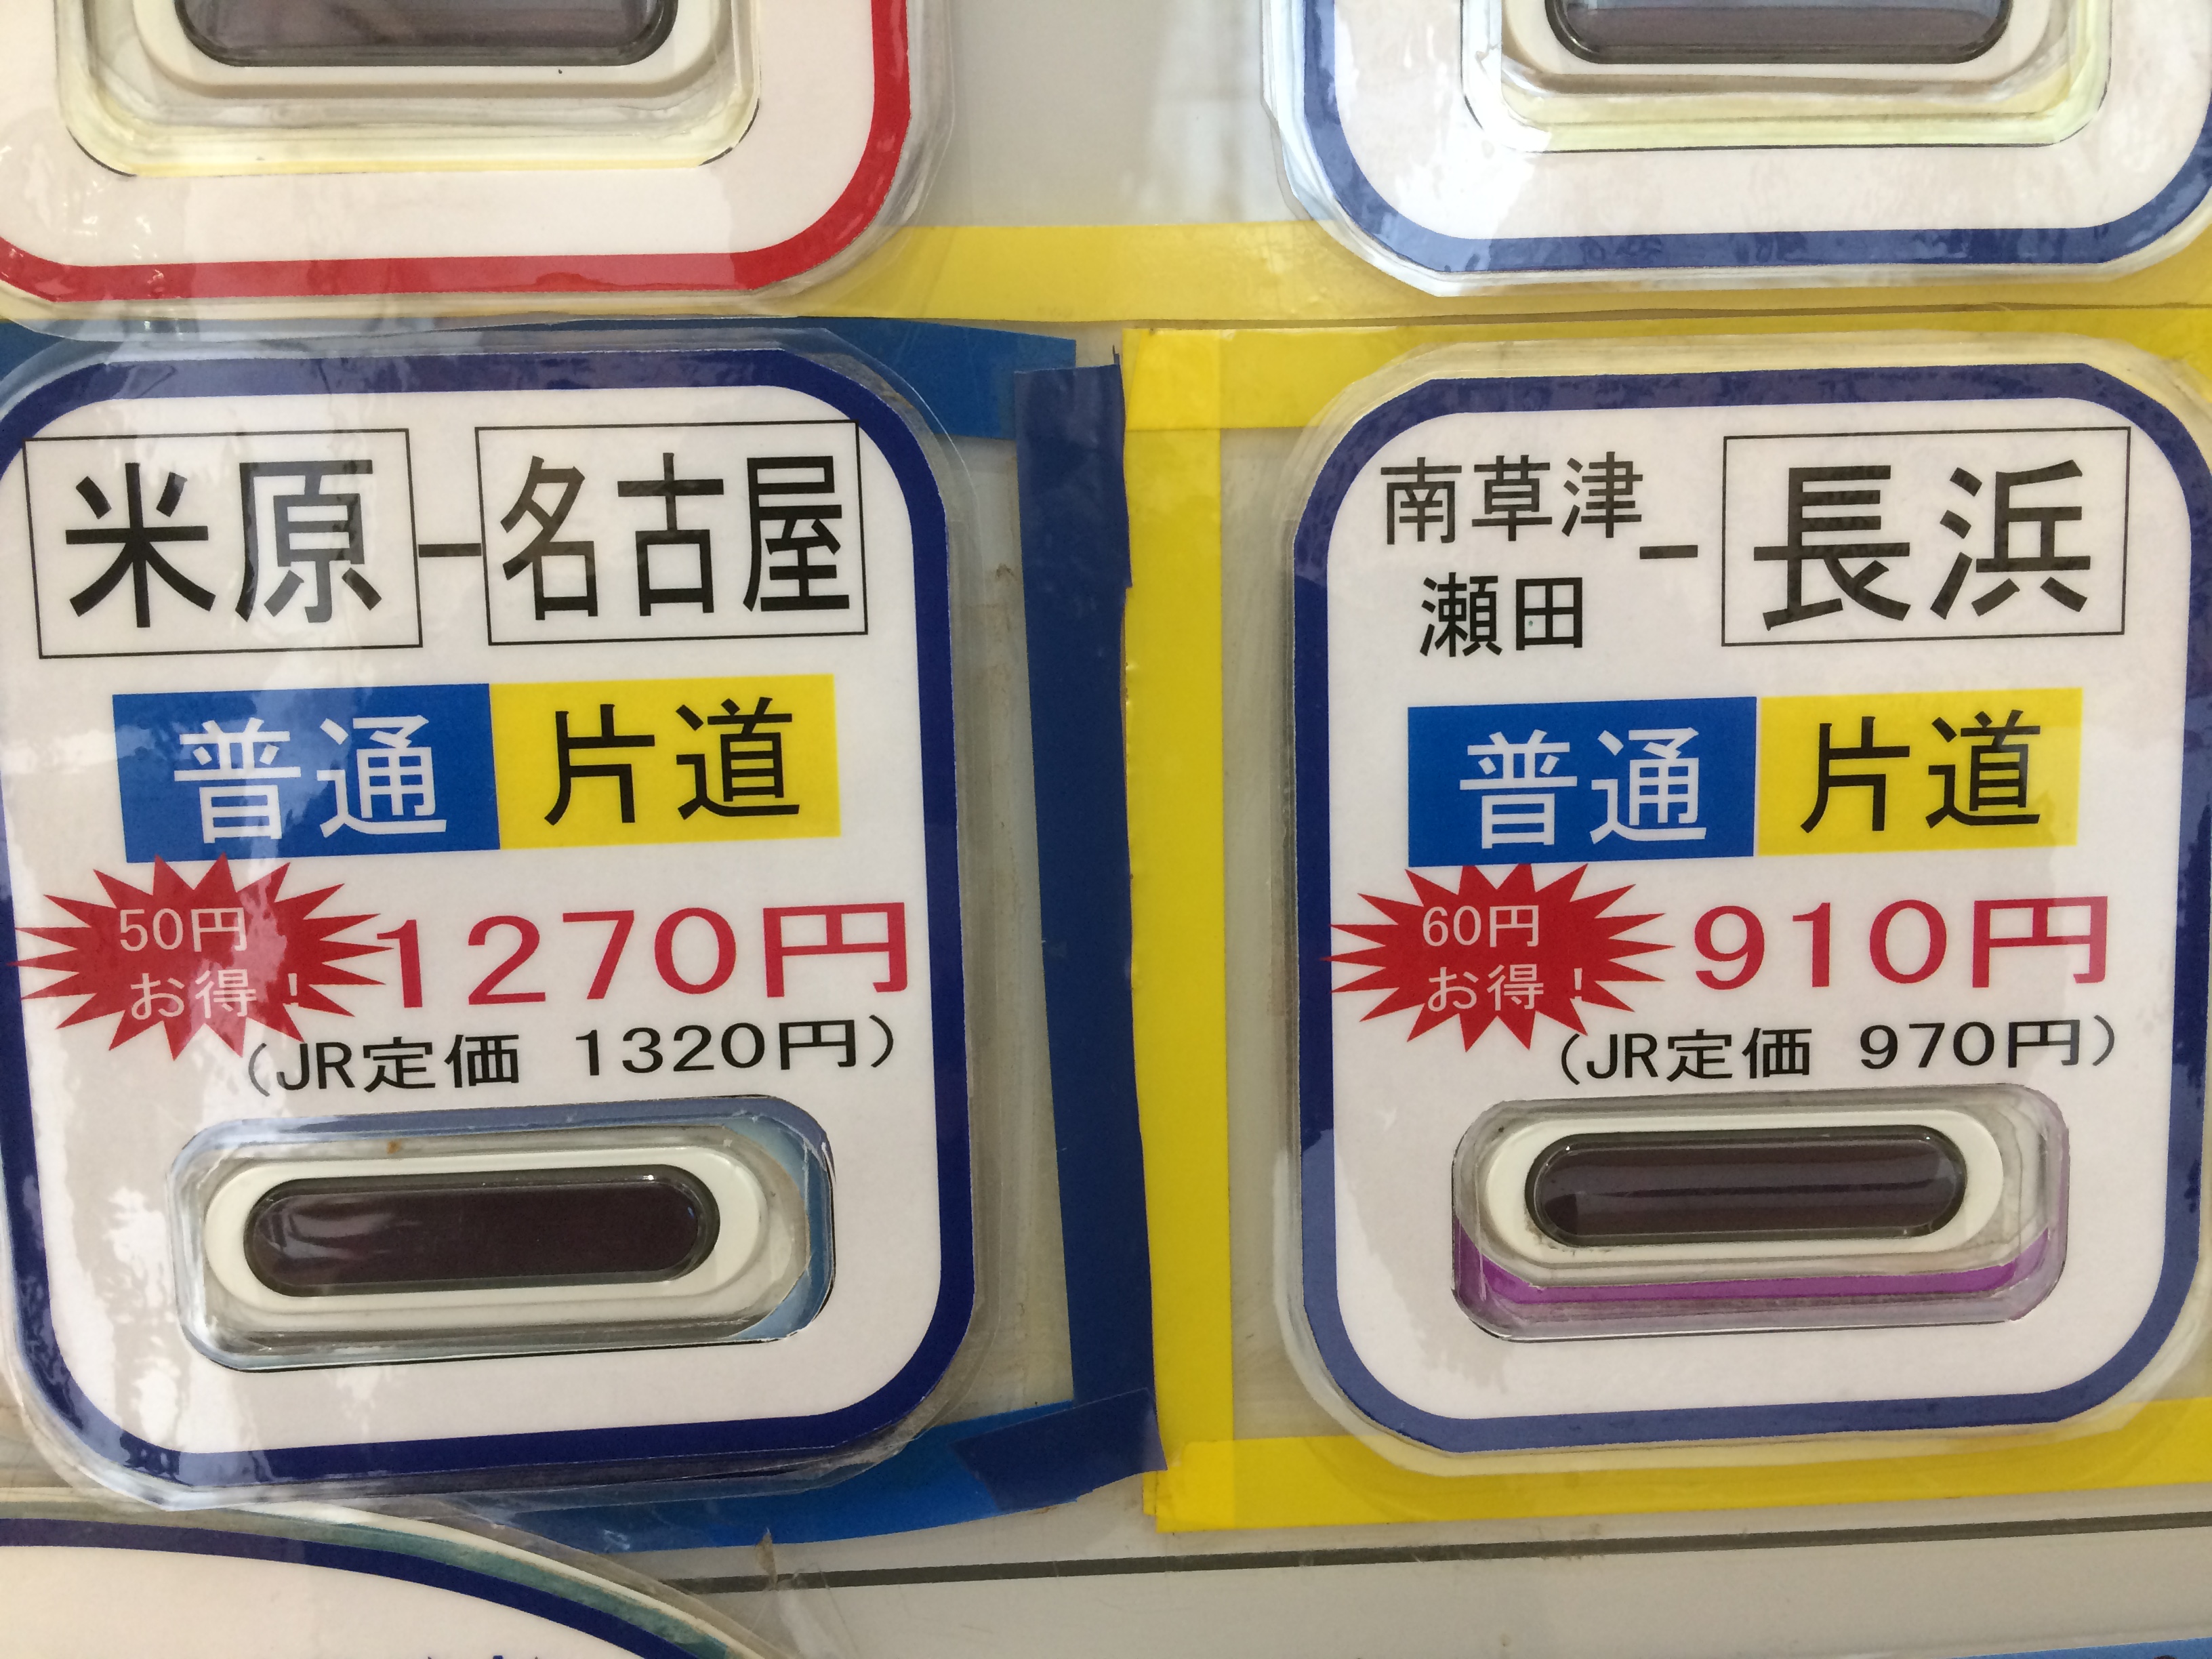 米原－名古屋
普通 片道
50円
お得！
1270円
（JR定価 1320円）
南草津
瀬田
－長浜
普通 片道
60円
お得！
910円
（JR定価 970円）